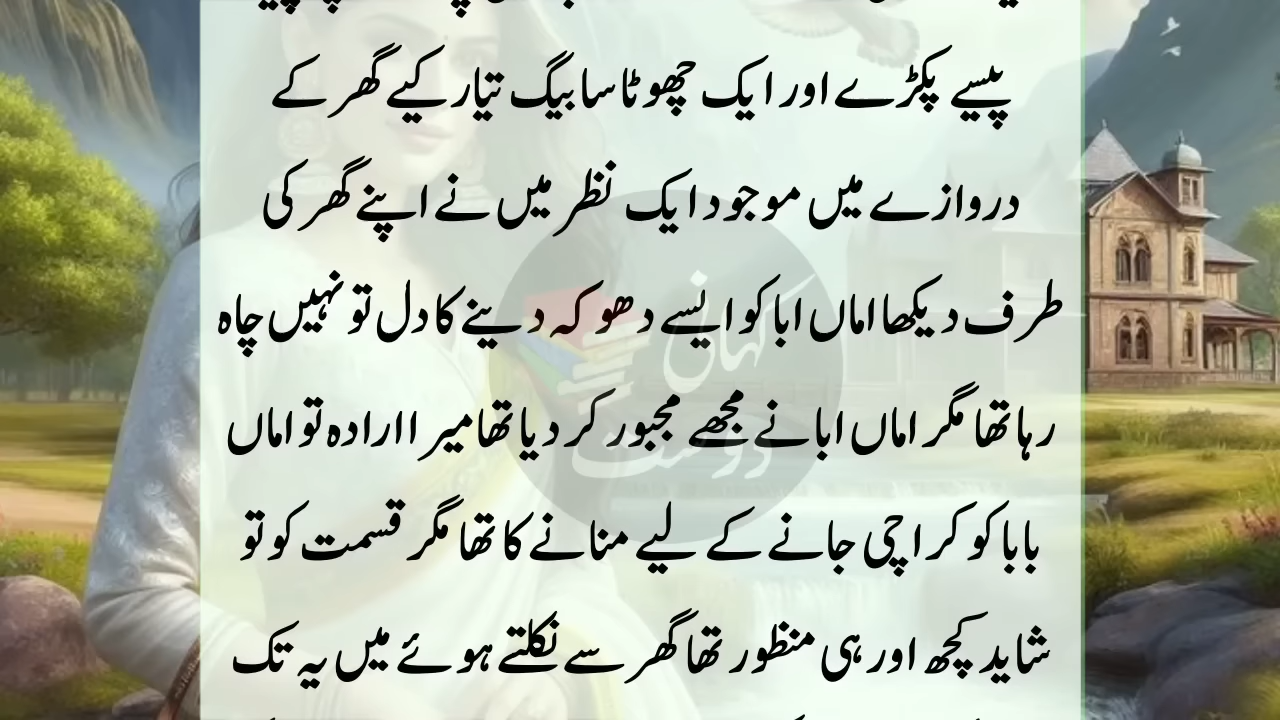 پیسے پکڑے اور ایک چھوٹا سا بیگ تیار کیے گھر کے
دروازے میں موجود ایک نظر میں نے اپنے گھر کی
طرف دیکھا اماں ابا کو ایسے دھوکہ دینے کا دل تو نہیں چاہ
رہا تھا مگر اماں ابا نے مجھے مجبور کر دیا تھا میرا ارادہ تو اماں
بابا کو کراچی جانے کے لیے منانے کا تھا مگر قسمت کو تو
شاید کچھ اور ہی منظور تھا گھر سے نکلتے ہوئے میں یہ تک
کہانی
دوست